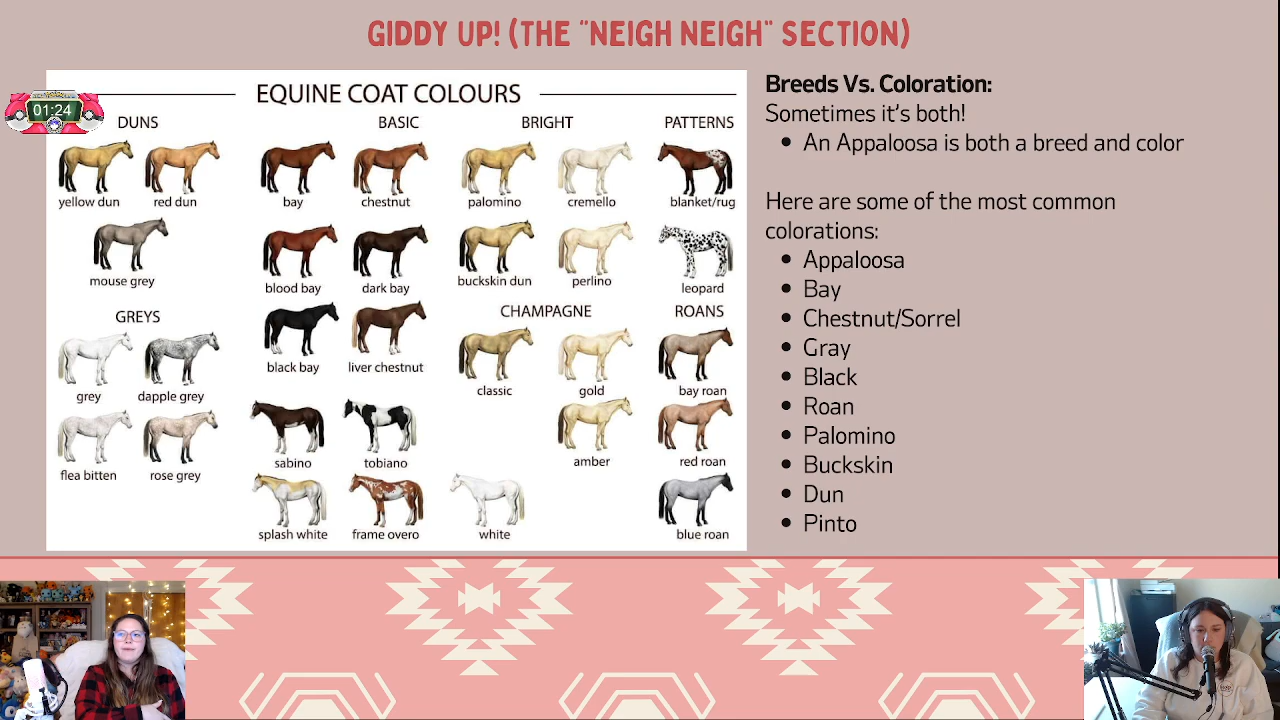 GIDDY UP! (THE "NEIGH NEIGH" SECTION)
01:24
EQUINE COAT COLOURS
DUNS
BASIC
BRIGHT
PATTERNS
yellow dun
red dun
bay
chestnut
palomino
cremello
blanket/rug
mouse grey
blood bay
dark bay
buckskin dun
perlino
leopard
GREYS
CHAMPAGNE
ROANS
black bay
liver chestnut
grey
dapple grey
classic
gold
bay roan
flea bitten
rose grey
sabino
tobiano
amber
red roan
splash white
frame overo
white
blue roan
Breeds Vs. Coloration:
Sometimes it's both!
• An Appaloosa is both a breed and color
Here are some of the most common
colorations:
• Appaloosa
• Bay
• Chestnut/Sorrel
• Gray
• Black
• Roan
• Palomino
• Buckskin
• Dun
• Pinto